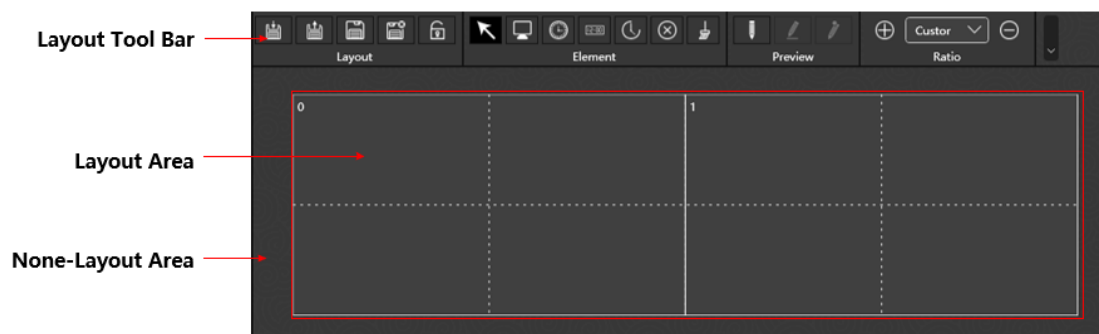 Layout Tool Bar
Layout
Element
Preview
Custor
Ratio
0
1
Layout Area
None-Layout Area